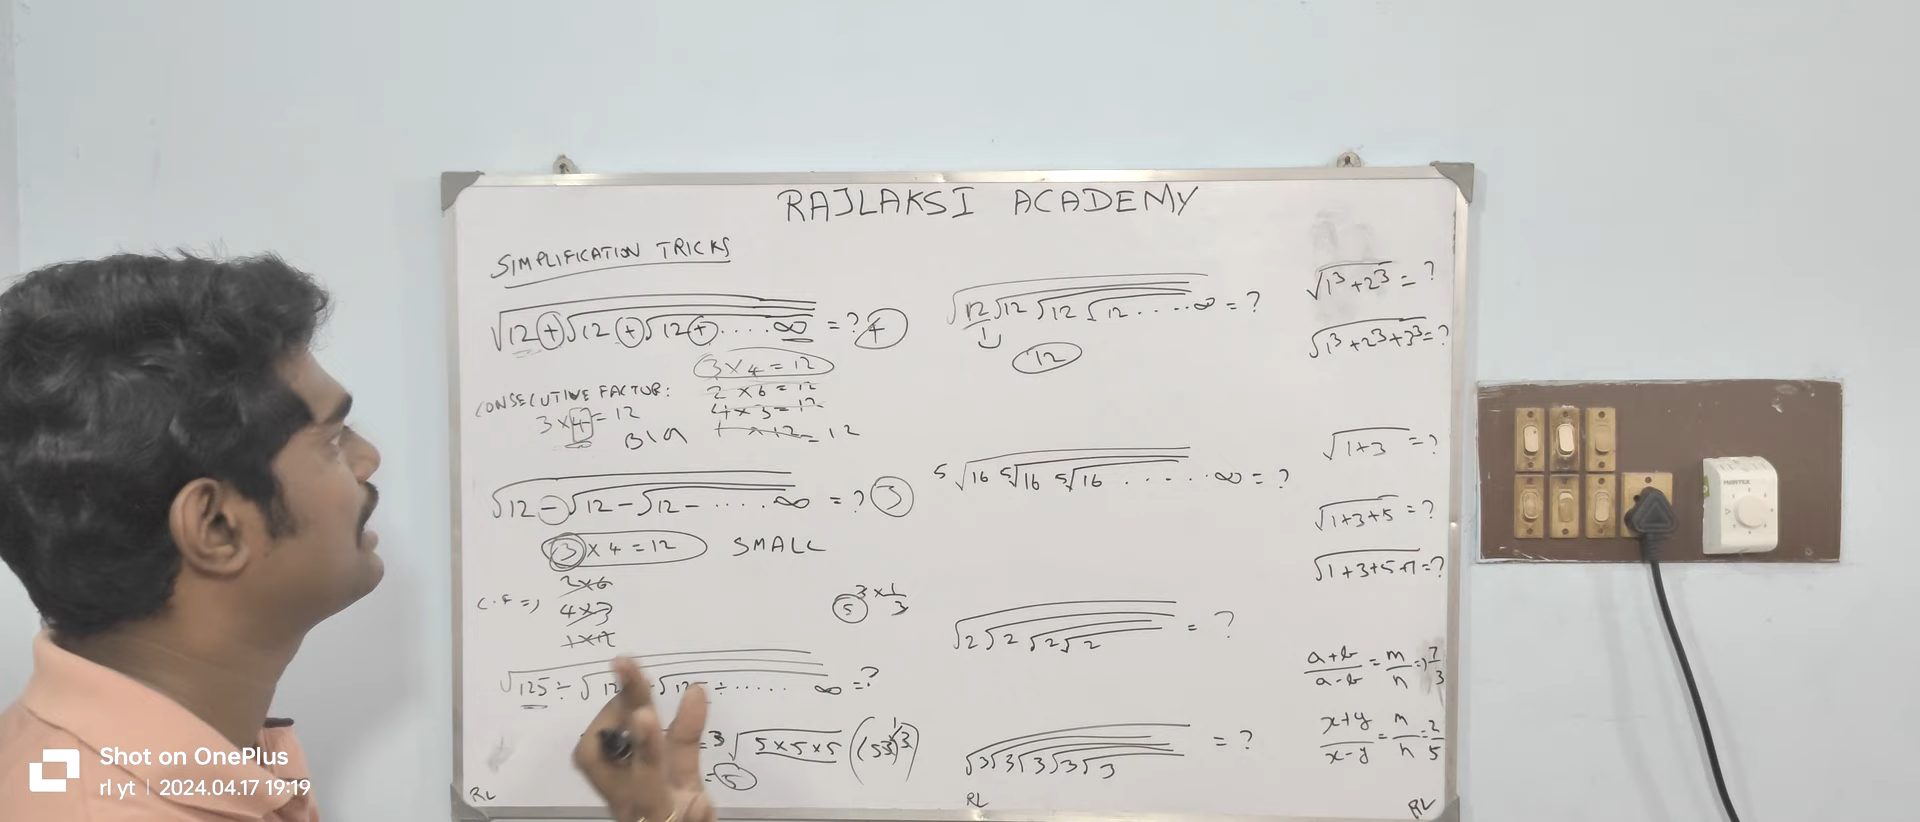 RAJLAKSI ACADEMY
SIMPLIFICATION TRICKS
√12+√12+√12+.....∞ = ? 4
3×4=12
CONSECUTIVE FACTOR: 2×6=12
3×4=12 4×3=12
BIG 1×12=12
√12-√12-√12-.....∞ = ? 3
3×4=12 SMALL
2×6
C.F => 4×3
1×12
5^3×1/3
√125÷√12 √125÷..... ∞ =?
=³√5×5×5 (5³)^1/3
=5
RL
√12√12√12√12....∞ = ?
12
⁵√16 ⁵√16 ⁵√16 .....∞ = ?
√2√2√2√2 = ?
√3√3√3√3√3 = ?
RL
√1³+2³ = ?
√1³+2³+3³=?
√1+3 =?
√1+3+5 =?
√1+3+5+7=?
a+b/a-b = m/n => 7/3
x+y/x-y = m/n = 2/5
RL
Shot on OnePlus
rl yt | 2024.04.17 19:19